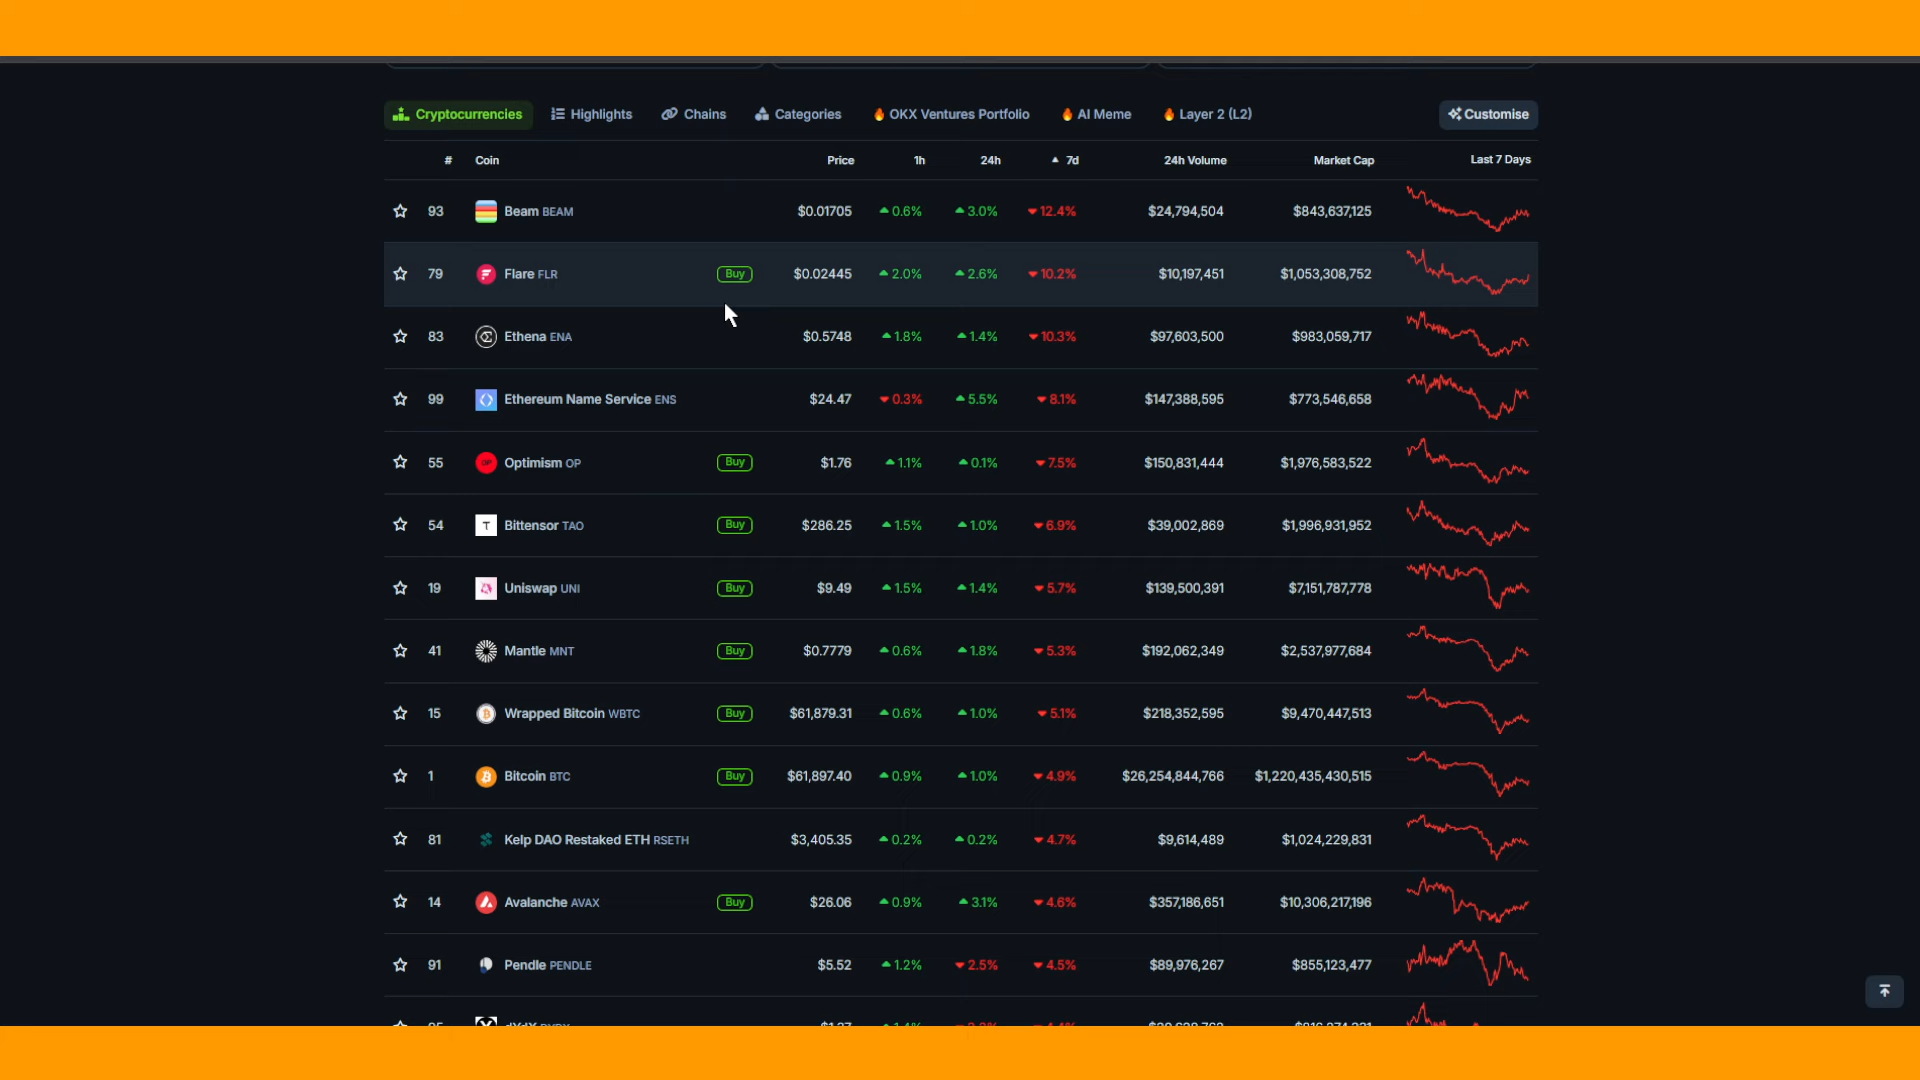 Cryptocurrencies Highlights Chains Categories OKX Ventures Portfolio AI Meme Layer 2 (L2) Customise
# Coin Price 1h 24h 7d 24h Volume Market Cap Last 7 Days
93 Beam BEAM $0.01705 0.6% 3.0% 12.4% $24,794,504 $843,637,125
79 Flare FLR Buy $0.02445 2.0% 2.6% 10.2% $10,197,451 $1,053,308,752
83 Ethena ENA $0.5748 1.8% 1.4% 10.3% $97,603,500 $983,059,717
99 Ethereum Name Service ENS $24.47 0.3% 5.5% 8.1% $147,388,595 $773,546,658
55 Optimism OP Buy $1.76 1.1% 0.1% 7.5% $150,831,444 $1,976,583,522
54 Bittensor TAO Buy $286.25 1.5% 1.0% 6.9% $39,002,869 $1,996,931,952
19 Uniswap UNI Buy $9.49 1.5% 1.4% 5.7% $139,500,391 $7,151,787,778
41 Mantle MNT Buy $0.7779 0.6% 1.8% 5.3% $192,062,349 $2,537,977,684
15 Wrapped Bitcoin WBTC Buy $61,879.31 0.6% 1.0% 5.1% $218,352,595 $9,470,447,513
1 Bitcoin BTC Buy $61,897.40 0.9% 1.0% 4.9% $26,254,844,766 $1,220,435,430,515
81 Kelp DAO Restaked ETH RSETH $3,405.35 0.2% 0.2% 4.7% $9,614,489 $1,024,229,831
14 Avalanche AVAX Buy $26.06 0.9% 3.1% 4.6% $357,186,651 $10,306,217,196
91 Pendle PENDLE $5.52 1.2% 2.5% 4.5% $89,976,267 $855,123,477